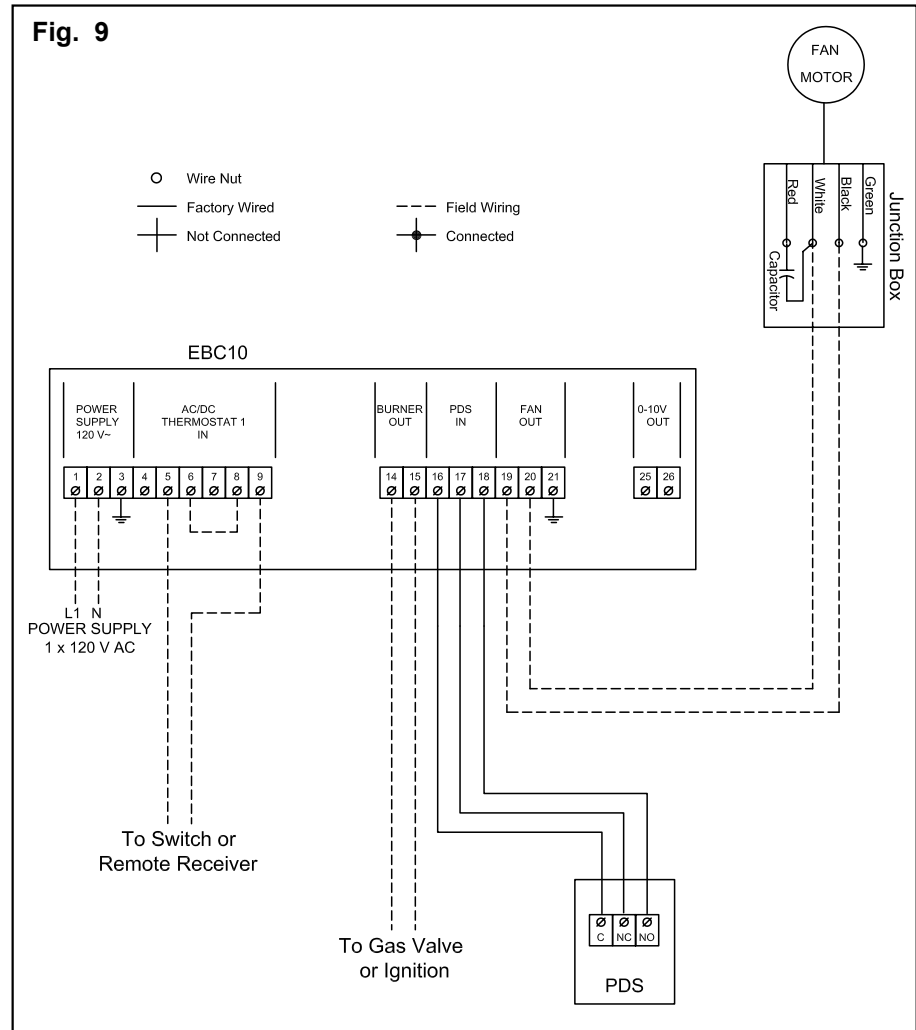 Fig. 9
FAN
MOTOR
Wire Nut
Factory Wired
Field Wiring
Not Connected
Connected
Red
White
Black
Green
Capacitor
Junction Box
EBC10
POWER
SUPPLY
120 V~
AC/DC
THERMOSTAT 1
IN
BURNER
OUT
PDS
IN
FAN
OUT
0-10V
OUT
1 2 3 4 5 6 7 8 9
14 15 16 17 18 19 20 21
25 26
L1 N
POWER SUPPLY
1 x 120 V AC
To Switch or
Remote Receiver
To Gas Valve
or Ignition
C NC NO
PDS